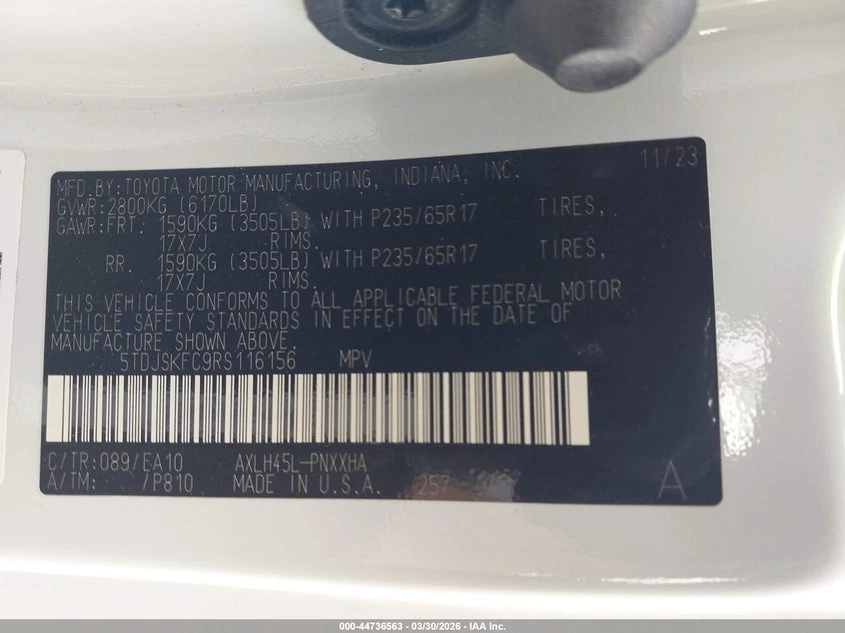 MFD.BY:TOYOTA MOTOR MANUFACTURING, INDIANA, INC. 11/23
GVWR:2800KG (6170LB)
GAWR:FRT. 1590KG (3505LB) WITH P235/65R17 TIRES,
17X7J RIMS.
RR. 1590KG (3505LB) WITH P235/65R17 TIRES,
17X7J RIMS.
THIS VEHICLE CONFORMS TO ALL APPLICABLE FEDERAL MOTOR
VEHICLE SAFETY STANDARDS IN EFFECT ON THE DATE OF
MANUFACTURE SHOWN ABOVE.
5TDJSKFC9RS116156 MPV
C/TR:089/EA10 AXLH45L-PNXXHA
A/TM: /P810 MADE IN U.S.A. 257 A
000-44736563 | 03/30/2026 | IAA Inc.